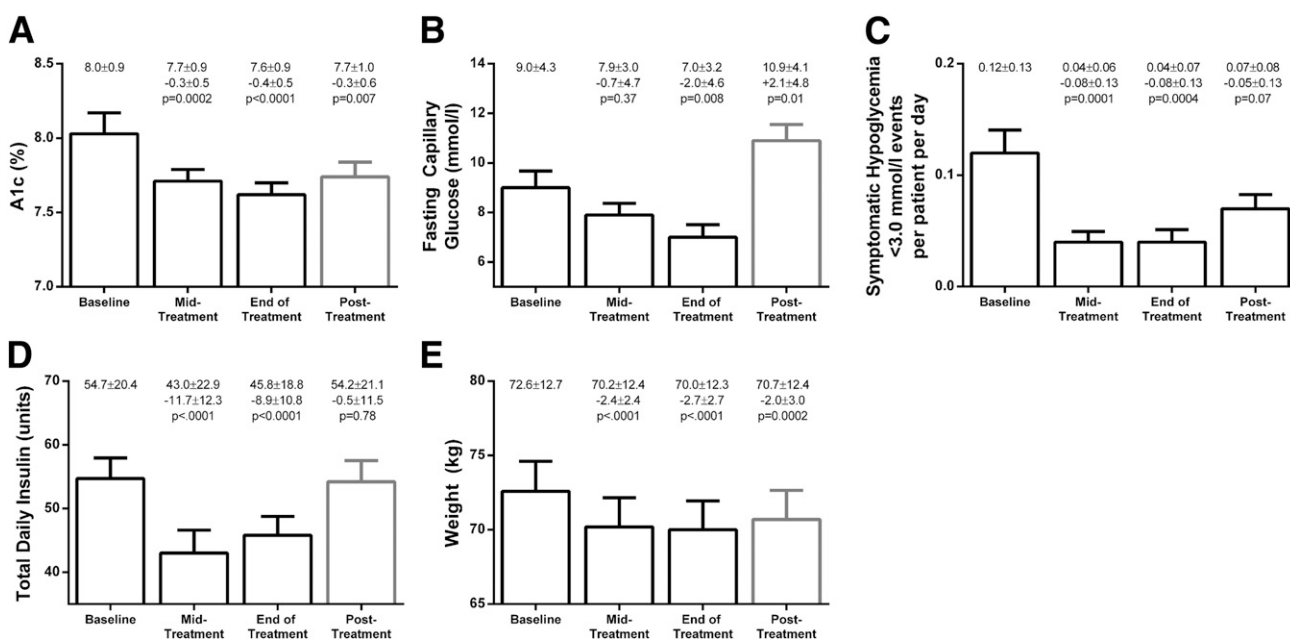 A
A1c (%)
8.0±0.9
7.7±0.9
-0.3±0.5
p=0.0002
7.6±0.9
-0.4±0.5
p<0.0001
7.7±1.0
-0.3±0.6
p=0.007
8.5
8.0
7.5
7.0
Baseline
Mid-
Treatment
End of
Treatment
Post-
Treatment
B
Fasting Capillary
Glucose (mmol/l)
9.0±4.3
7.9±3.0
-0.7±4.7
p=0.37
7.0±3.2
-2.0±4.6
p=0.008
10.9±4.1
+2.1±4.8
p=0.01
14
12
10
8
6
Baseline
Mid-
Treatment
End of
Treatment
Post-
Treatment
C
Symptomatic Hypoglycemia
<3.0 mmol/l events
per patient per day
0.12±0.13
0.04±0.06
-0.08±0.13
p=0.0001
0.04±0.07
-0.08±0.13
p=0.0004
0.07±0.08
-0.05±0.13
p=0.07
0.2
0.1
0.0
Baseline
Mid-
Treatment
End of
Treatment
Post-
Treatment
D
Total Daily Insulin (units)
54.7±20.4
43.0±22.9
-11.7±12.3
p<.0001
45.8±18.8
-8.9±10.8
p<0.0001
54.2±21.1
-0.5±11.5
p=0.78
70
60
50
40
Baseline
Mid-
Treatment
End of
Treatment
Post-
Treatment
E
Weight (kg)
72.6±12.7
70.2±12.4
-2.4±2.4
p<.0001
70.0±12.3
-2.7±2.7
p<.0001
70.7±12.4
-2.0±3.0
p=0.0002
80
75
70
65
Baseline
Mid-
Treatment
End of
Treatment
Post-
Treatment